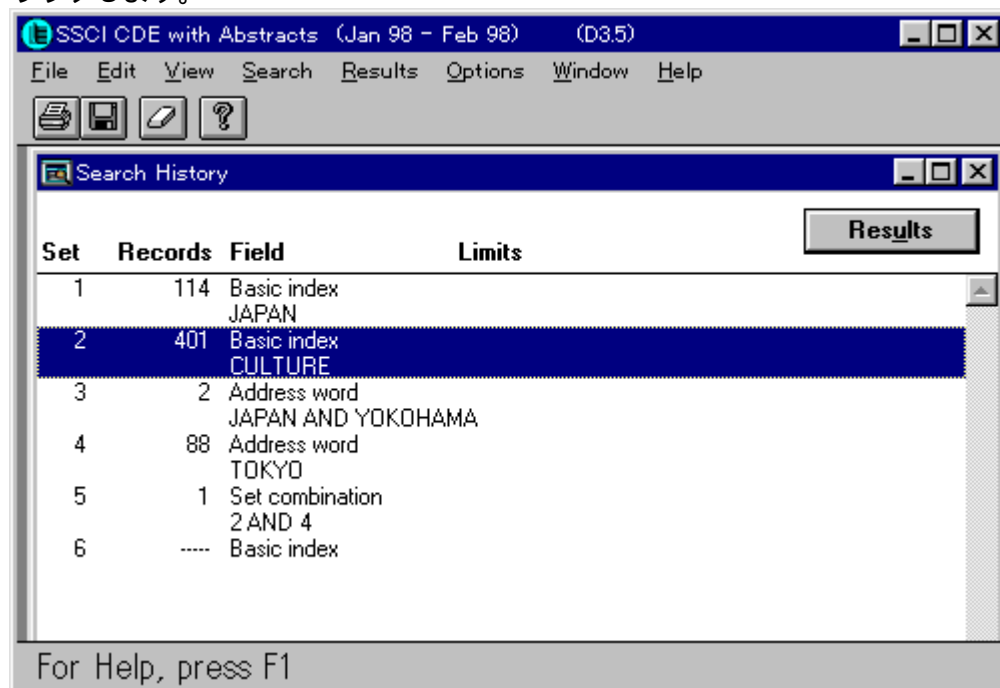 SSCI CDE with Abstracts (Jan 98 - Feb 98) (D3.5)
File Edit View Search Results Options Window Help
Search History
Results
Set Records Field Limits
1 114 Basic index
JAPAN
2 401 Basic index
CULTURE
3 2 Address word
JAPAN AND YOKOHAMA
4 88 Address word
TOKYO
5 1 Set combination
2 AND 4
6 ----- Basic index
For Help, press F1